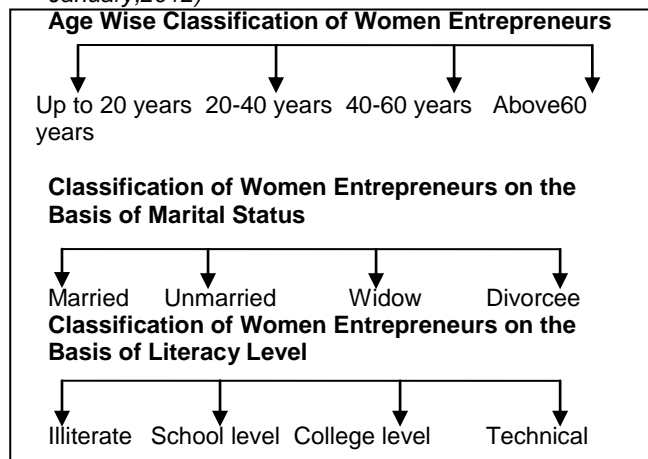 January,2012)
Age Wise Classification of Women Entrepreneurs
Up to 20 years 20-40 years 40-60 years Above60
years
Classification of Women Entrepreneurs on the
Basis of Marital Status
Married Unmarried Widow Divorcee
Classification of Women Entrepreneurs on the
Basis of Literacy Level
Illiterate School level College level Technical